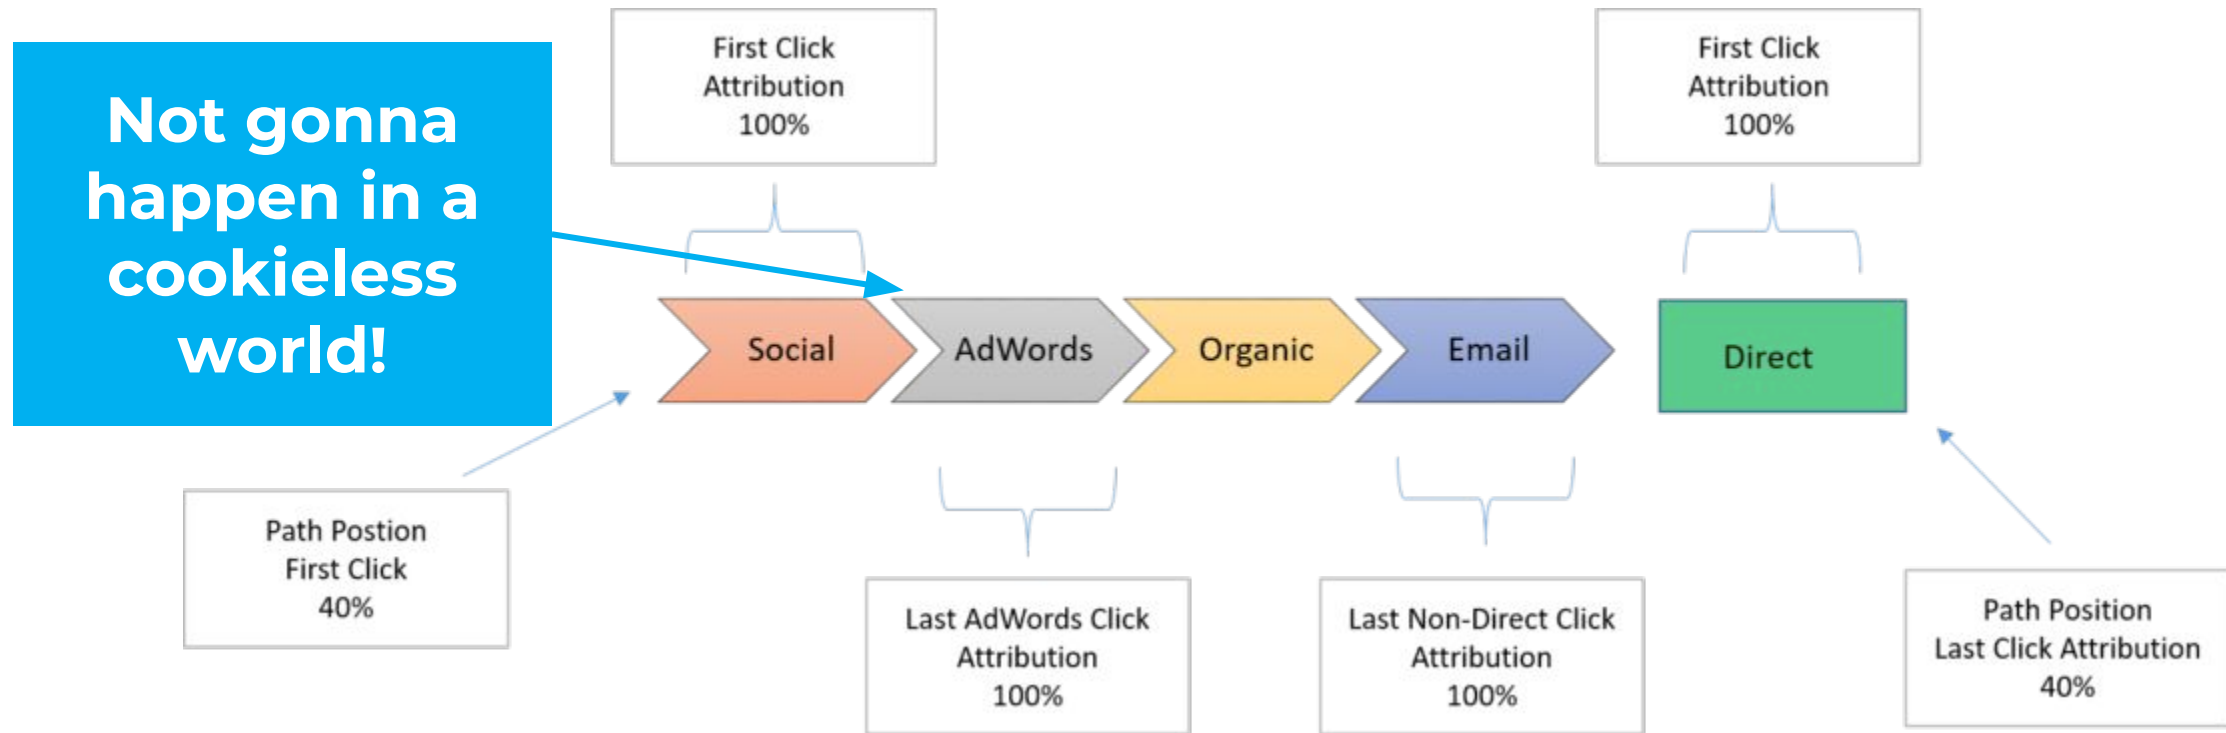 Not gonna
happen in a
cookieless
world!
First Click
Attribution
100%
First Click
Attribution
100%
Social
AdWords
Organic
Email
Direct
Path Postion
First Click
40%
Last AdWords Click
Attribution
100%
Last Non-Direct Click
Attribution
100%
Path Position
Last Click Attribution
40%